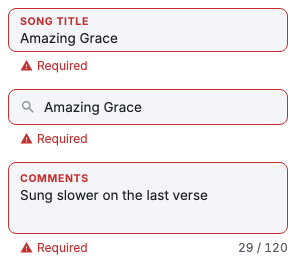 SONG TITLE
Amazing Grace
Required
Amazing Grace
Required
COMMENTS
Sung slower on the last verse
Required 29 / 120